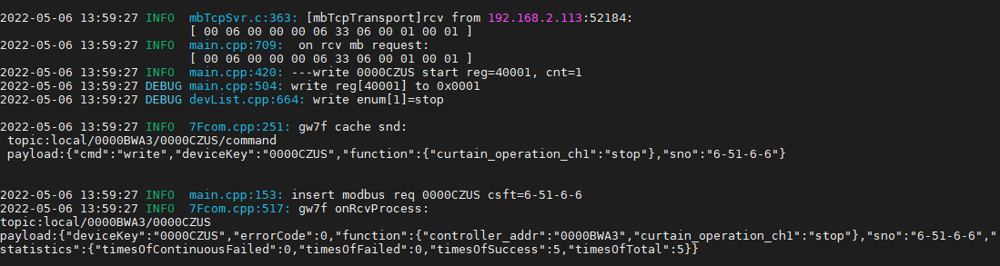 2022-05-06 13:59:27 INFO  mbTcpSvr.c:363: [mbTcpTransport]rcv from 192.168.2.113:52184:
[ 00 06 00 00 00 06 33 06 00 01 00 01 ]
2022-05-06 13:59:27 INFO  main.cpp:709:  on rcv mb request:
[ 00 06 00 00 00 06 33 06 00 01 00 01 ]
2022-05-06 13:59:27 INFO  main.cpp:420: ---write 0000CZUS start reg=40001, cnt=1
2022-05-06 13:59:27 DEBUG main.cpp:504: write reg[40001] to 0x0001
2022-05-06 13:59:27 DEBUG devList.cpp:664: write enum[1]=stop
2022-05-06 13:59:27 INFO  7Fcom.cpp:251: gw7f cache snd:
topic:local/0000BWA3/0000CZUS/command
payload:{"cmd":"write","deviceKey":"0000CZUS","function":{"curtain_operation_ch1":"stop"},"sno":"6-51-6-6"}
2022-05-06 13:59:27 INFO  main.cpp:153: insert modbus req 0000CZUS csft=6-51-6-6
2022-05-06 13:59:27 INFO  7Fcom.cpp:517: gw7f onRcvProcess:
topic:local/0000BWA3/0000CZUS
payload:{"deviceKey":"0000CZUS","errorCode":0,"function":{"controller_addr":"0000BWA3","curtain_operation_ch1":"stop"},"sno":"6-51-6-6","
statistics":{"timesOfContinuousFailed":0,"timesOfFailed":0,"timesOfSuccess":5,"timesOfTotal":5}}